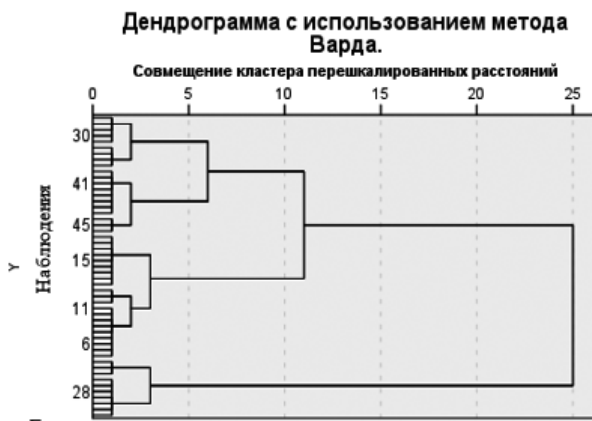 Дендрограмма с использованием метода
Варда.
Совмещение кластера перешкалированных расстояний
0 5 10 15 20 25
30
41
45
15
11
6
28
Y
Наблюдения